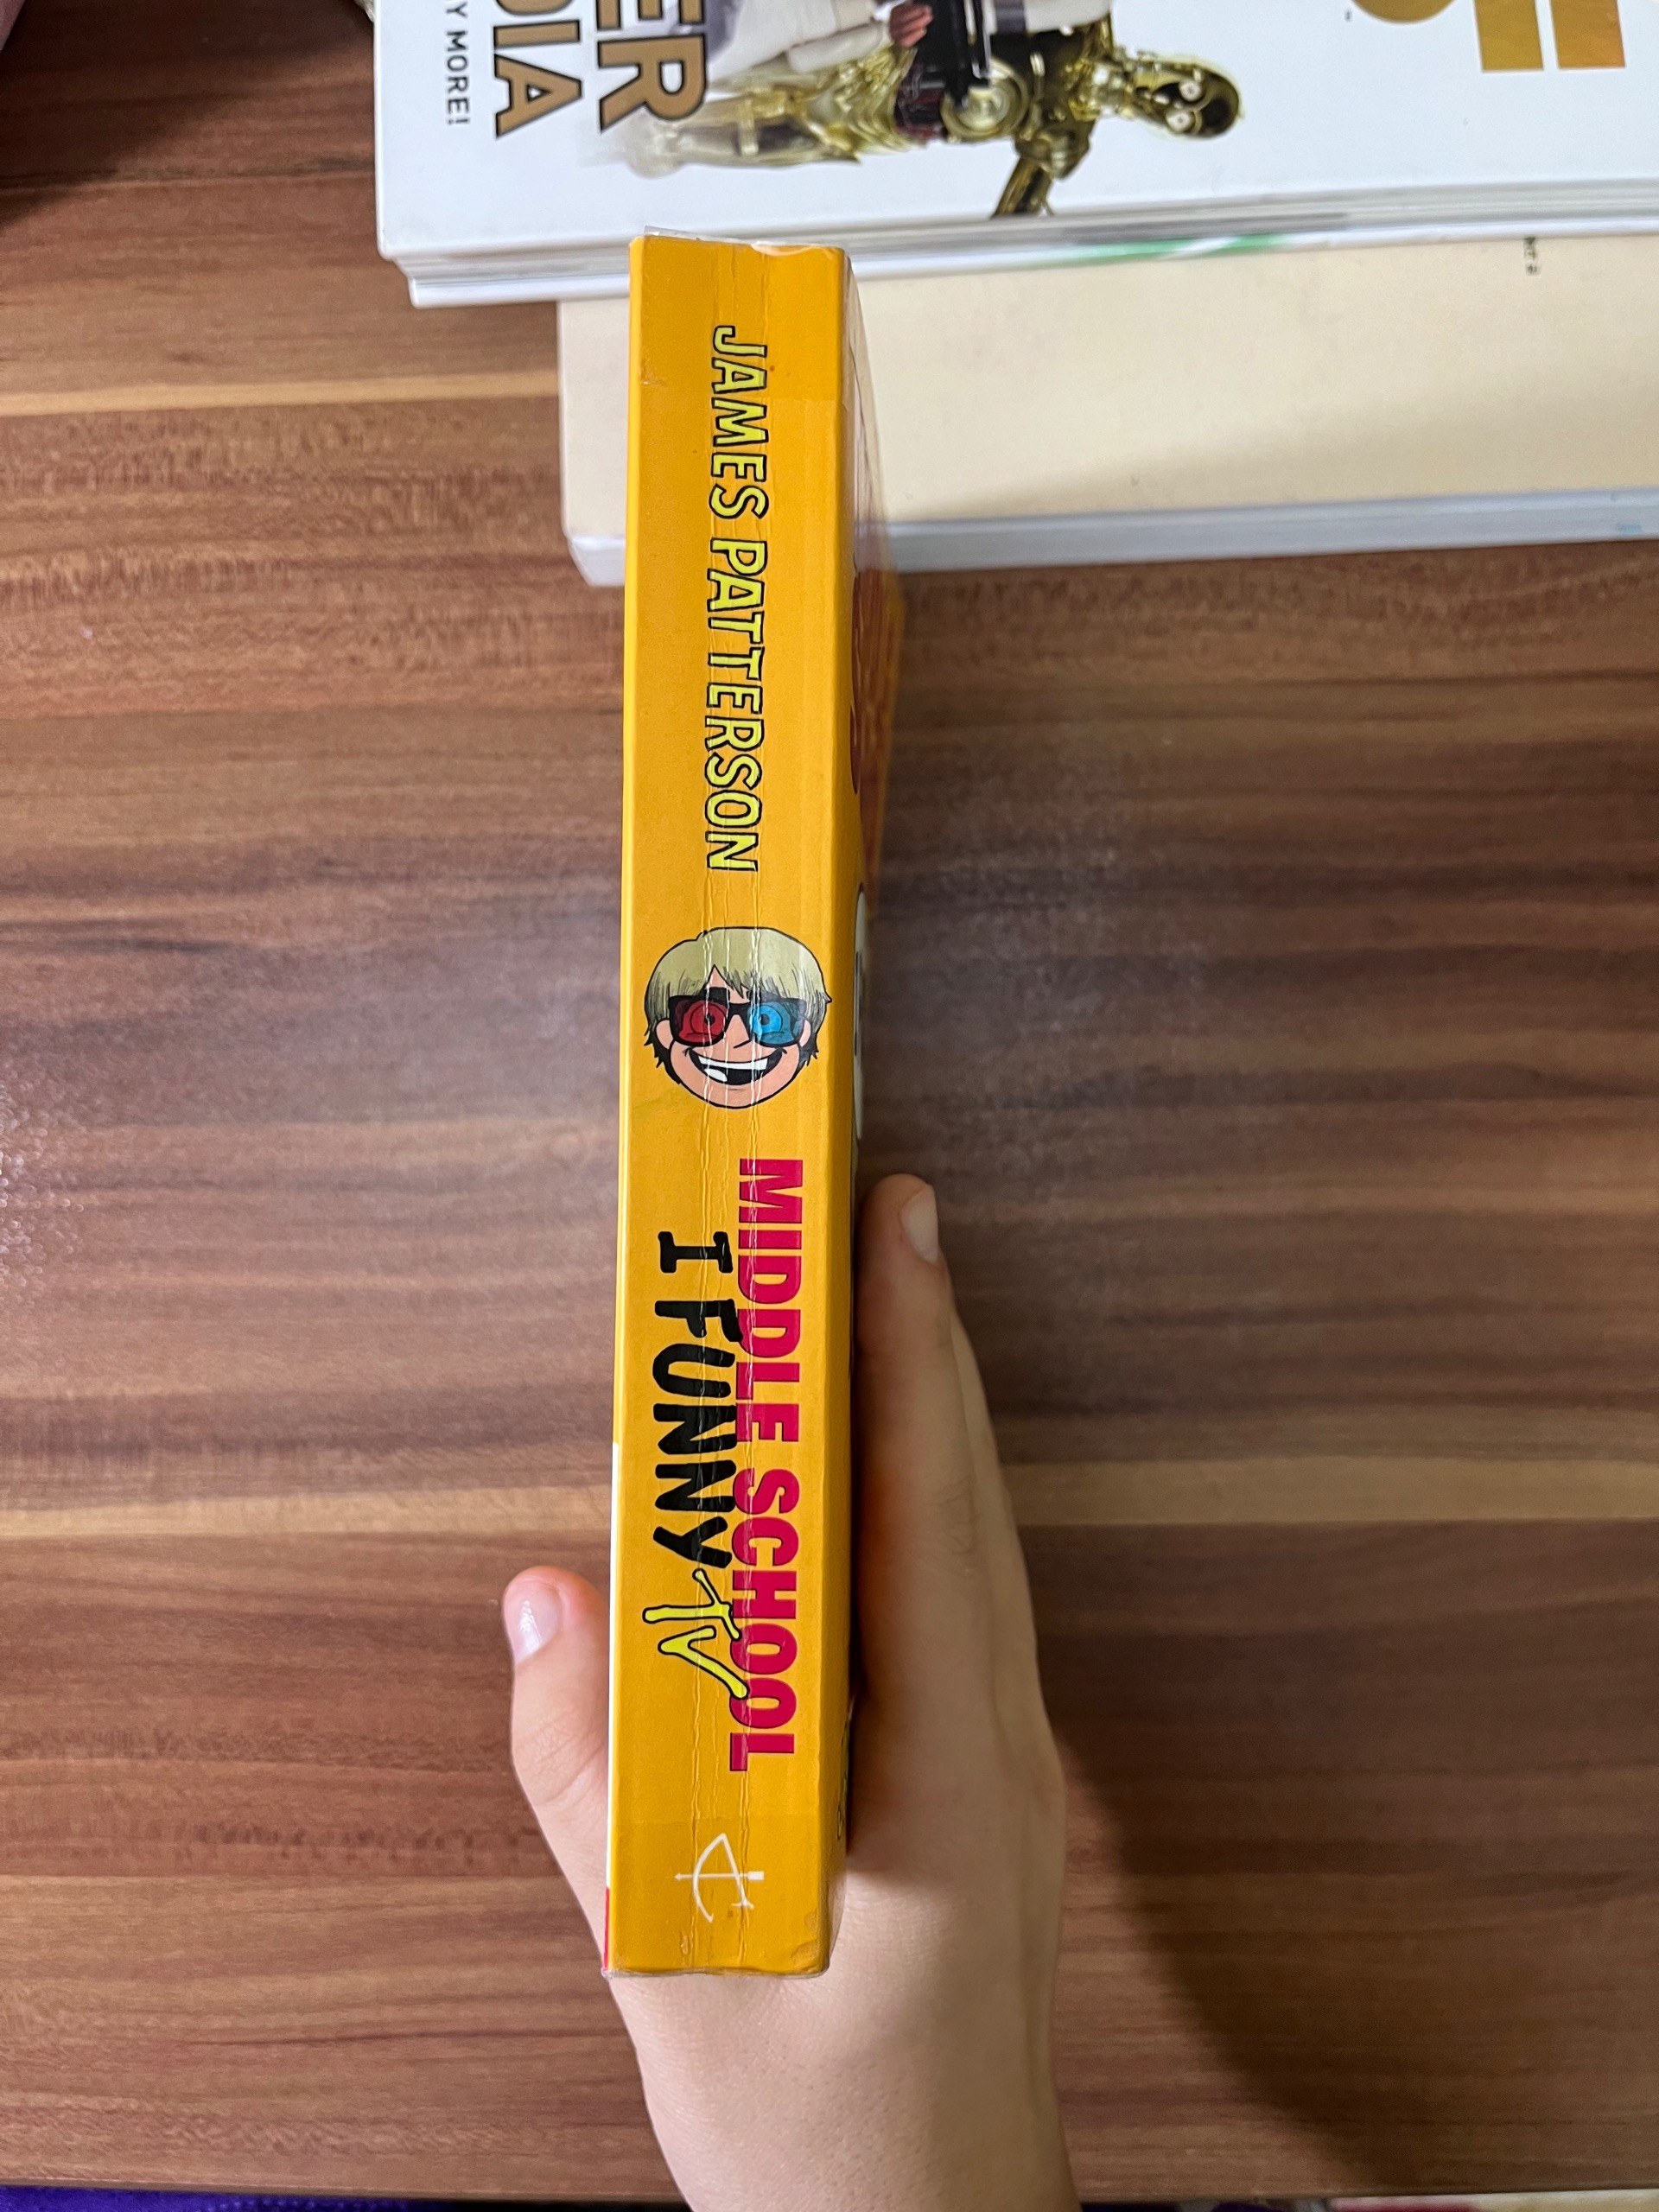 JAMES PATTERSON
MIDDLE SCHOOL
I FUNNY TV
ER
DIA
Y MORE!